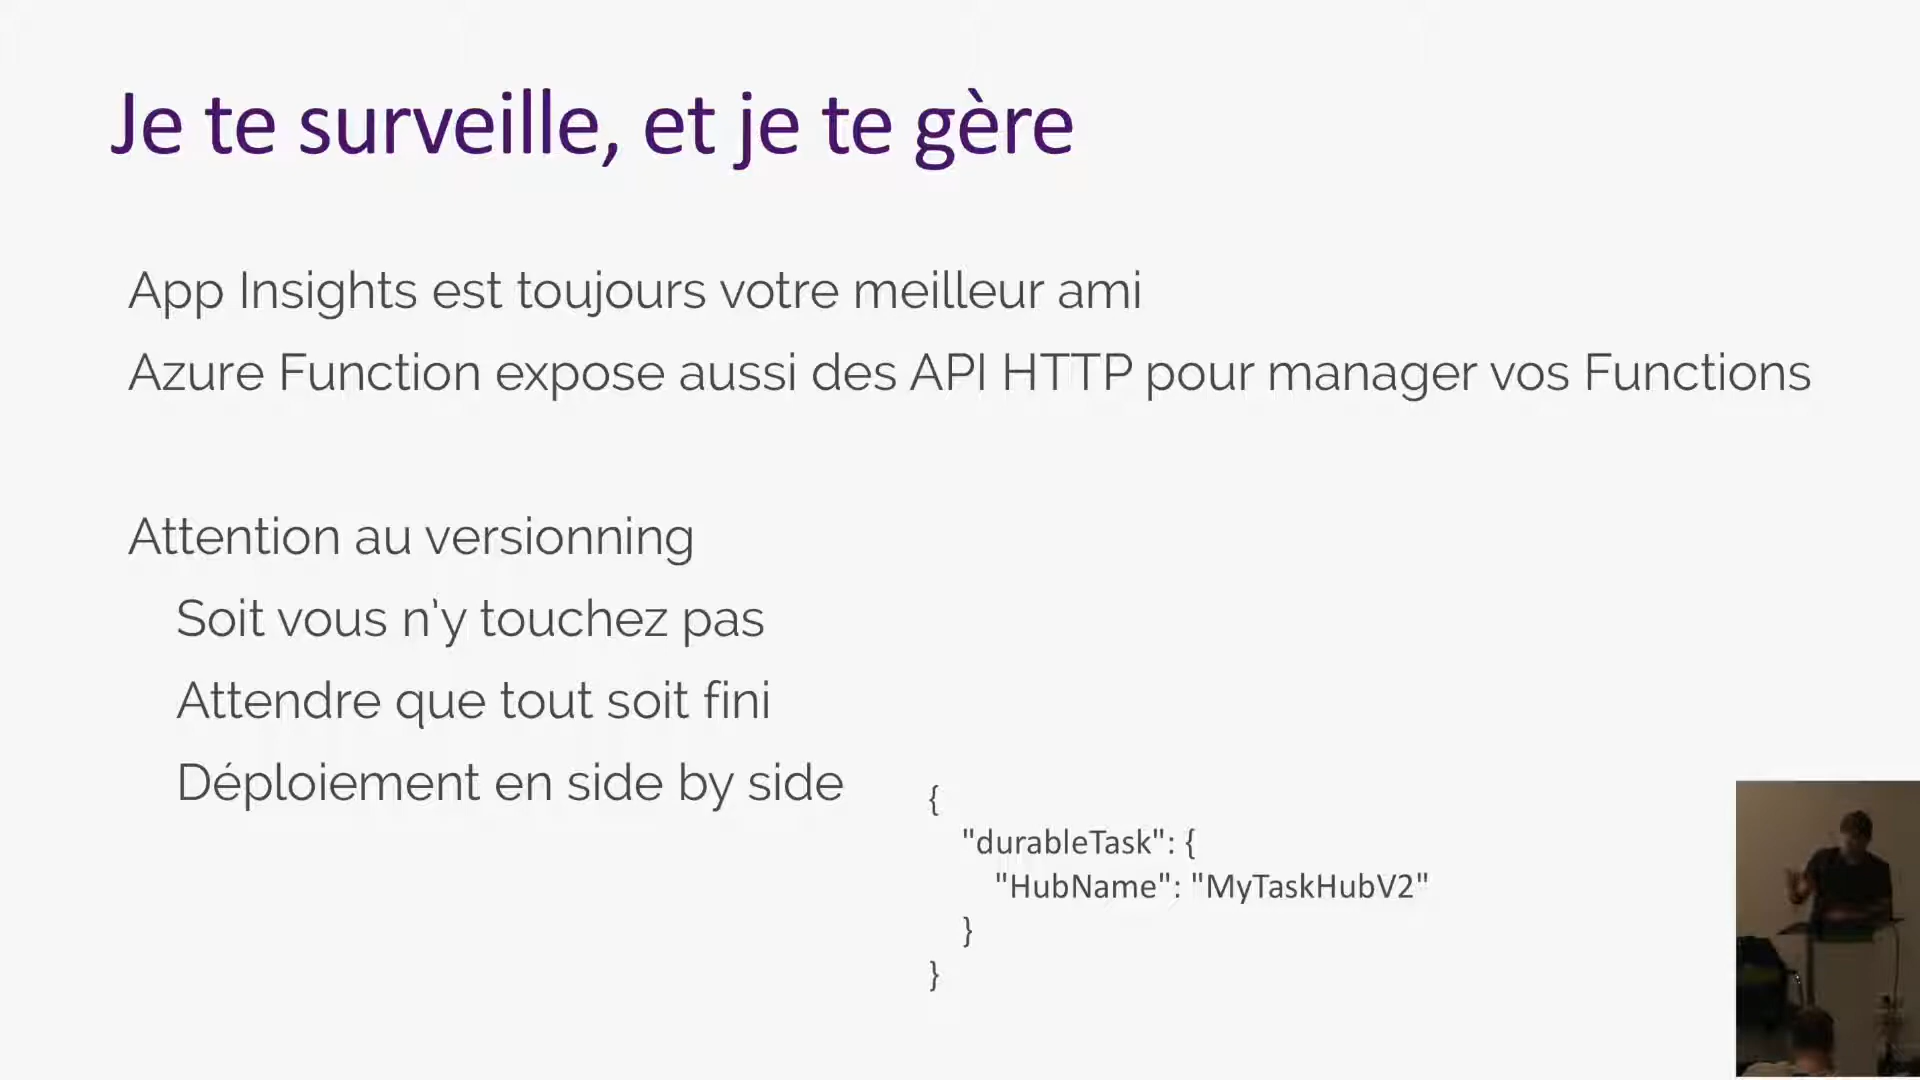 Je te surveille, et je te gère
App Insights est toujours votre meilleur ami
Azure Function expose aussi des API HTTP pour manager vos Functions
Attention au versionning
Soit vous n'y touchez pas
Attendre que tout soit fini
Déploiement en side by side
{
"durableTask": {
"HubName": "MyTaskHubV2"
}
}